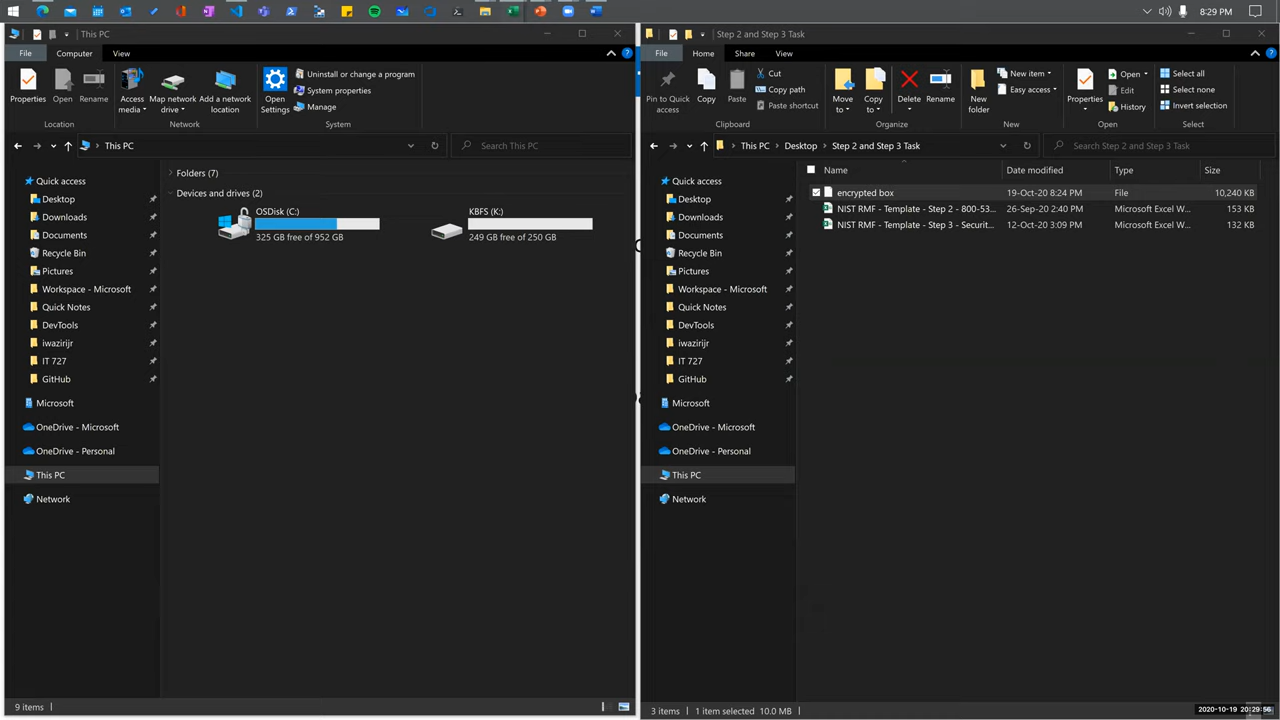 8:29 PM
This PC
File
Computer
View
Properties
Open
Rename
Access media
Map network drive
Add a network location
Open Settings
Uninstall or change a program
System properties
Manage
Location
Network
System
This PC
Search This PC
Quick access
Desktop
Downloads
Documents
Recycle Bin
Pictures
Workspace - Microsoft
Quick Notes
DevTools
iwazirijr
IT 727
GitHub
Microsoft
OneDrive - Microsoft
OneDrive - Personal
This PC
Network
Folders (7)
Devices and drives (2)
OSDisk (C:)
325 GB free of 952 GB
KBFS (K:)
249 GB free of 250 GB
9 items
Step 2 and Step 3 Task
File
Home
Share
View
Pin to Quick access
Copy
Paste
Cut
Copy path
Paste shortcut
Move to
Copy to
Delete
Rename
New folder
New item
Easy access
Properties
Open
Edit
History
Select all
Select none
Invert selection
Clipboard
Organize
New
Open
Select
This PC
Desktop
Step 2 and Step 3 Task
Search Step 2 and Step 3 Task
Quick access
Desktop
Downloads
Documents
Recycle Bin
Pictures
Workspace - Microsoft
Quick Notes
DevTools
iwazirijr
IT 727
GitHub
Microsoft
OneDrive - Microsoft
OneDrive - Personal
This PC
Network
Name Date modified Type Size
encrypted box 19-Oct-20 8:24 PM File 10,240 KB
NIST RMF - Template - Step 2 - 800-53... 26-Sep-20 2:40 PM Microsoft Excel W... 153 KB
NIST RMF - Template - Step 3 - Securit... 12-Oct-20 3:09 PM Microsoft Excel W... 132 KB
3 items
1 item selected 10.0 MB
2020-10-19 20:29:56